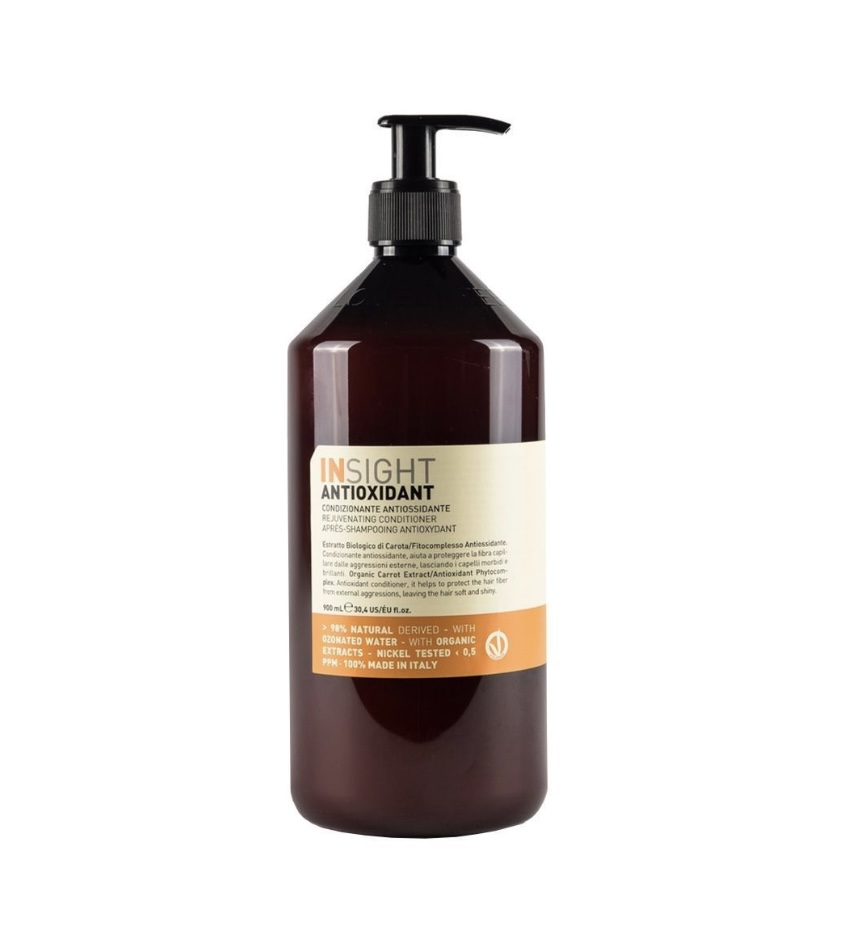 INSIGHT
ANTIOXIDANT
CONDIZIONANTE ANTIOSSIDANTE
REJUVENATING CONDITIONER
APRÈS-SHAMPOOING ANTIOXYDANT
Estratto Biologico di Carota/Fitocomplesso Antiossidante.
Condizionante antiossidante, aiuta a proteggere la fibra capil-
lare dalle aggressioni esterne, lasciando i capelli morbidi e
brillanti. Organic Carrot Extract/Antioxidant Phytocom-
plex. Antioxidant conditioner, it helps to protect the hair fiber
from external aggressions, leaving the hair soft and shiny.
900 mL ℮ 30,4 US/ÉU fl.oz.
> 98% NATURAL DERIVED - WITH
OZONATED WATER - WITH ORGANIC
EXTRACTS - NICKEL TESTED < 0,5
PPM - 100% MADE IN ITALY